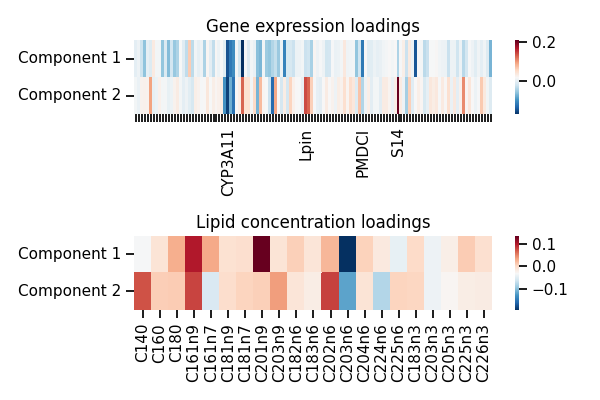 Gene expression loadings
Component 1
Component 2
0.2
0.0
CYP3A11
Lpin
PMDCI
S14
Lipid concentration loadings
Component 1
Component 2
0.1
0.0
−0.1
C140
C160
C180
C161n9
C161n7
C181n9
C181n7
C201n9
C203n9
C182n6
C183n6
C202n6
C203n6
C204n6
C224n6
C225n6
C183n3
C203n3
C205n3
C225n3
C226n3